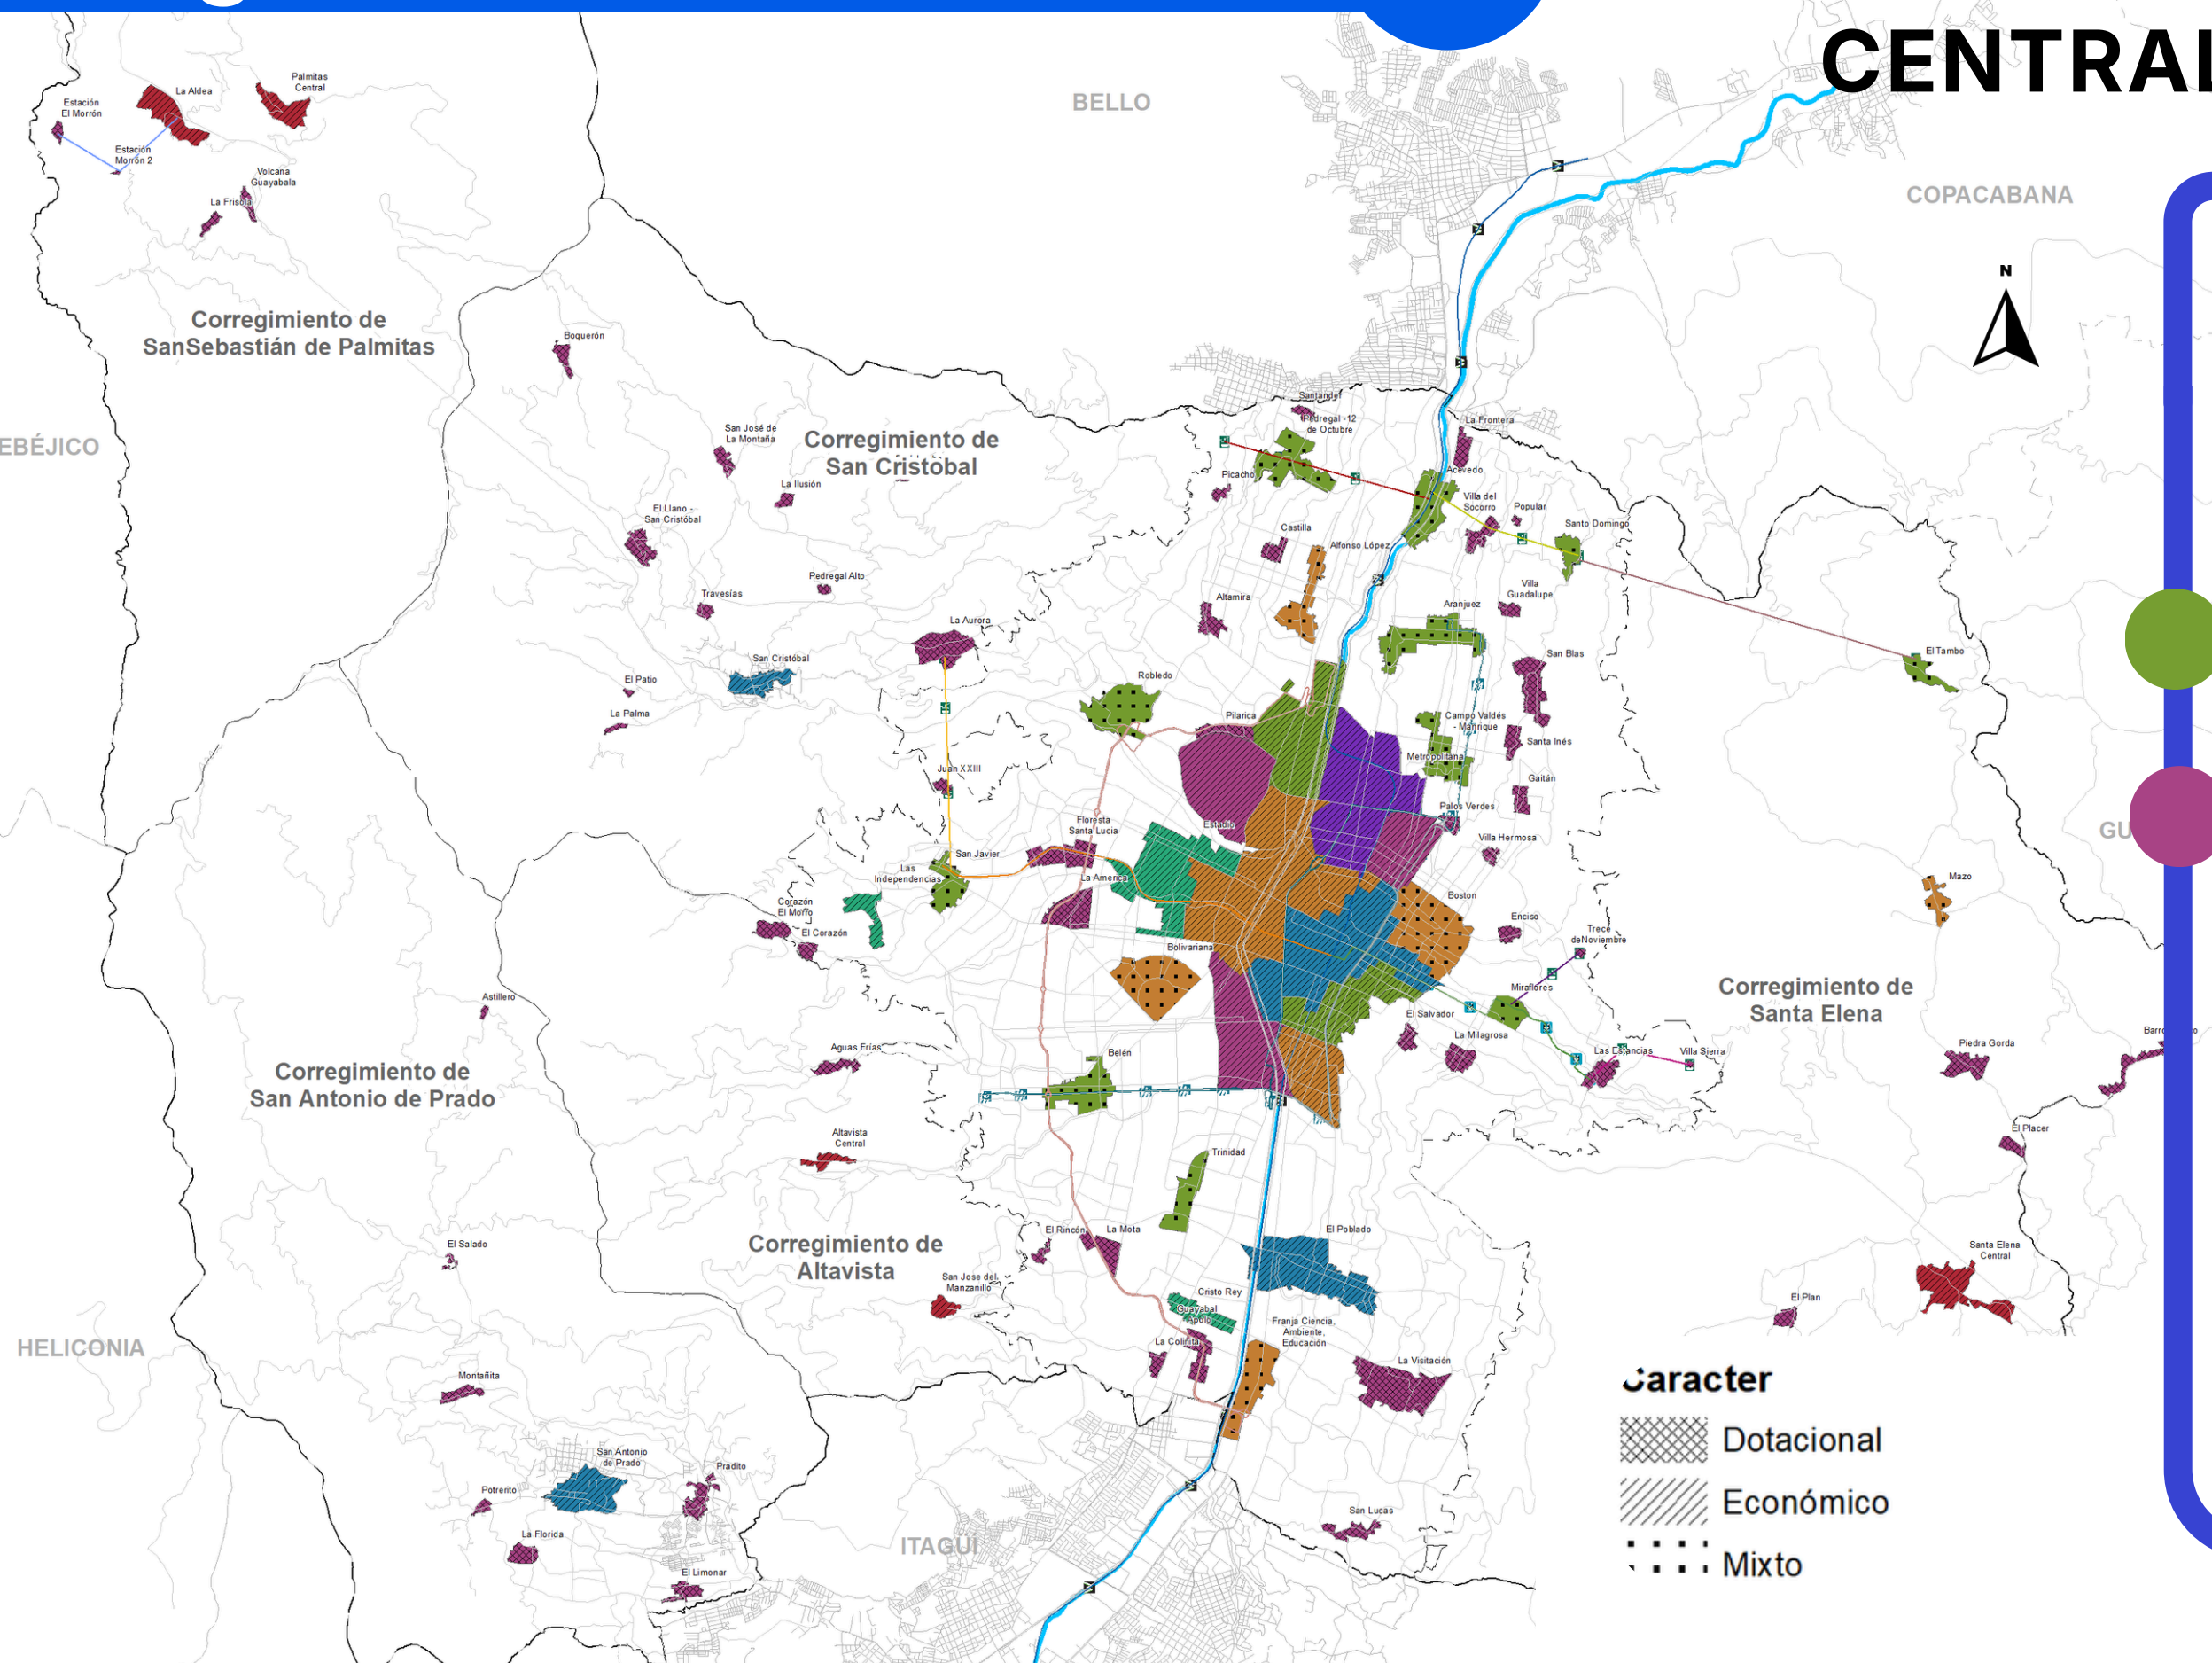 CENTRAL
BELLO
COPACABANA
N
Palmitas
Central
La Aldea
Estación
El Morrón
Estación
Morrón 2
Volcana
Guayabala
La Frisola
Corregimiento de
SanSebastián de Palmitas
Boquerón
EBÉJICO
San José de
La Montaña
Corregimiento de
San Cristóbal
La Ilusión
El Llano -
San Cristóbal
Pedregal Alto
Travesías
La Aurora
San Cristóbal
El Patio
La Palma
Santander
Pedregal -12
de Octubre
La Frontera
Picacho
Acevedo
Villa del
Socorro
Popular
Santo Domingo
Castilla
Alfonso López
Villa
Guadalupe
Altamira
Aranjuez
San Blas
El Tambo
Robledo
Pilarica
Campo Valdés
- Manrique
Santa Inés
Metropolitana
Juan XXIII
Gaitán
Palos Verdes
Floresta
Santa Lucia
Estadio
GU
Villa Hermosa
San Javier
Las
Independencias
La America
Mazo
Boston
Corazón
El Morro
El Corazón
Enciso
Trece
deNoviembre
Bolivariana
Miraflores
Corregimiento de
Santa Elena
Astillero
El Salvador
La Milagrosa
Las Estancias
Villa Sierra
Piedra Gorda
Aguas Frías
Belén
Corregimiento de
San Antonio de Prado
El Placer
Altavista
Central
Trinidad
El Rincón
La Mota
El Poblado
El Salado
Corregimiento de
Altavista
Santa Elena
Central
San Jose del
Manzanillo
Cristo Rey
El Plan
Guayabal
Apolo
Franja Ciencia,
Ambiente,
Educación
La Colinita
La Visitación
HELICONIA
Montañita
Caracter
Dotacional
Económico
Mixto
San Antonio
de Prado
Pradito
Potrerito
La Florida
San Lucas
ITAGÜÍ
El Limonar